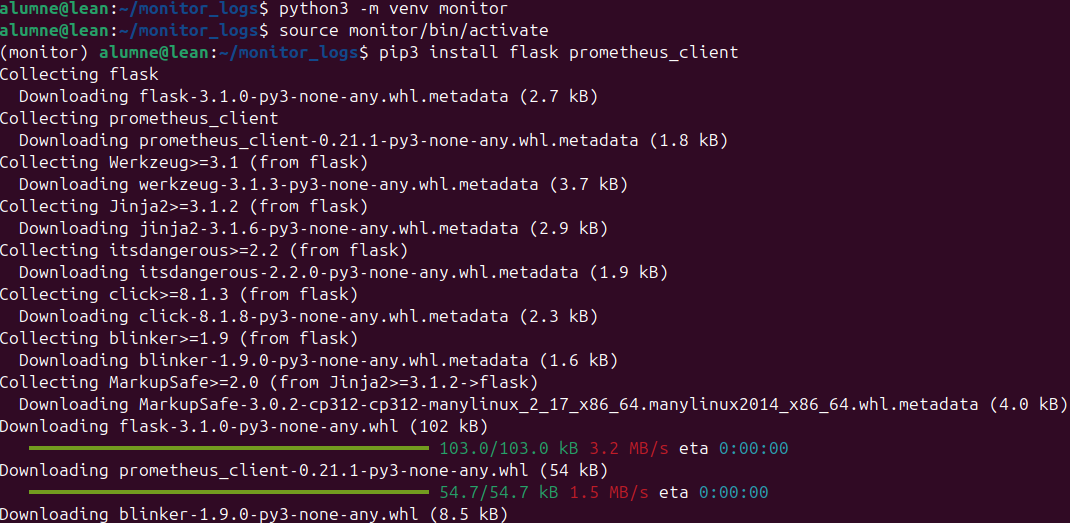 alumne@lean:~/monitor_logs$ python3 -m venv monitor
alumne@lean:~/monitor_logs$ source monitor/bin/activate
(monitor) alumne@lean:~/monitor_logs$ pip3 install flask prometheus_client
Collecting flask
  Downloading flask-3.1.0-py3-none-any.whl.metadata (2.7 kB)
Collecting prometheus_client
  Downloading prometheus_client-0.21.1-py3-none-any.whl.metadata (1.8 kB)
Collecting Werkzeug>=3.1 (from flask)
  Downloading werkzeug-3.1.3-py3-none-any.whl.metadata (3.7 kB)
Collecting Jinja2>=3.1.2 (from flask)
  Downloading jinja2-3.1.6-py3-none-any.whl.metadata (2.9 kB)
Collecting itsdangerous>=2.2 (from flask)
  Downloading itsdangerous-2.2.0-py3-none-any.whl.metadata (1.9 kB)
Collecting click>=8.1.3 (from flask)
  Downloading click-8.1.8-py3-none-any.whl.metadata (2.3 kB)
Collecting blinker>=1.9 (from flask)
  Downloading blinker-1.9.0-py3-none-any.whl.metadata (1.6 kB)
Collecting MarkupSafe>=2.0 (from Jinja2>=3.1.2->flask)
  Downloading MarkupSafe-3.0.2-cp312-cp312-manylinux_2_17_x86_64.manylinux2014_x86_64.whl.metadata (4.0 kB)
Downloading flask-3.1.0-py3-none-any.whl (102 kB)
103.0/103.0 kB 3.2 MB/s eta 0:00:00
Downloading prometheus_client-0.21.1-py3-none-any.whl (54 kB)
54.7/54.7 kB 1.5 MB/s eta 0:00:00
Downloading blinker-1.9.0-py3-none-any.whl (8.5 kB)